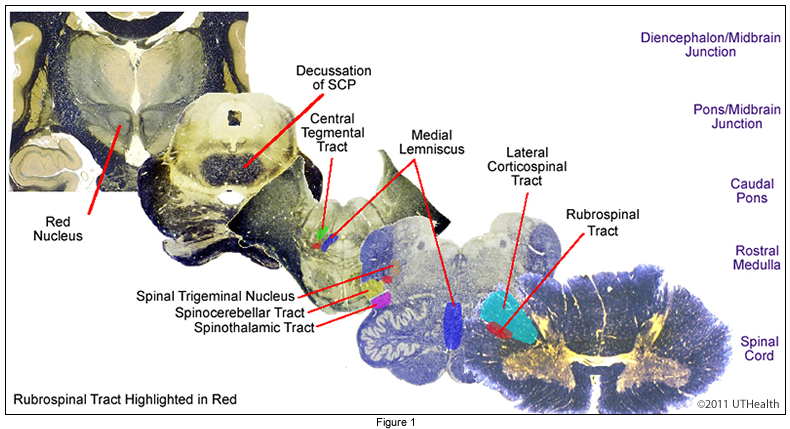 Diencephalon/Midbrain
Junction
Decussation
of SCP
Pons/Midbrain
Junction
Central
Tegmental
Tract
Medial
Lemniscus
Lateral
Corticospinal
Tract
Caudal
Pons
Red
Nucleus
Rubrospinal
Tract
Rostral
Medulla
Spinal Trigeminal Nucleus
Spinocerebellar Tract
Spinothalamic Tract
Spinal
Cord
Rubrospinal Tract Highlighted in Red
©2011 UTHealth
Figure 1